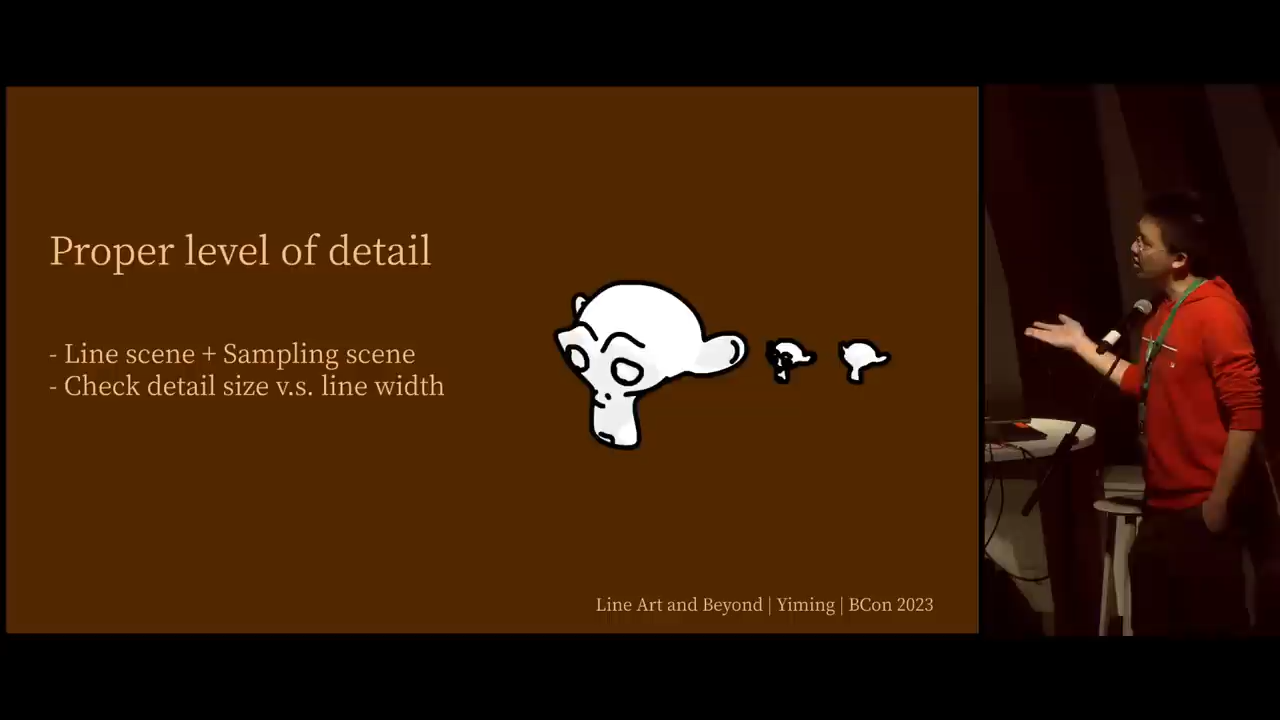 Proper level of detail
- Line scene + Sampling scene
- Check detail size v.s. line width
Line Art and Beyond | Yiming | BCon 2023